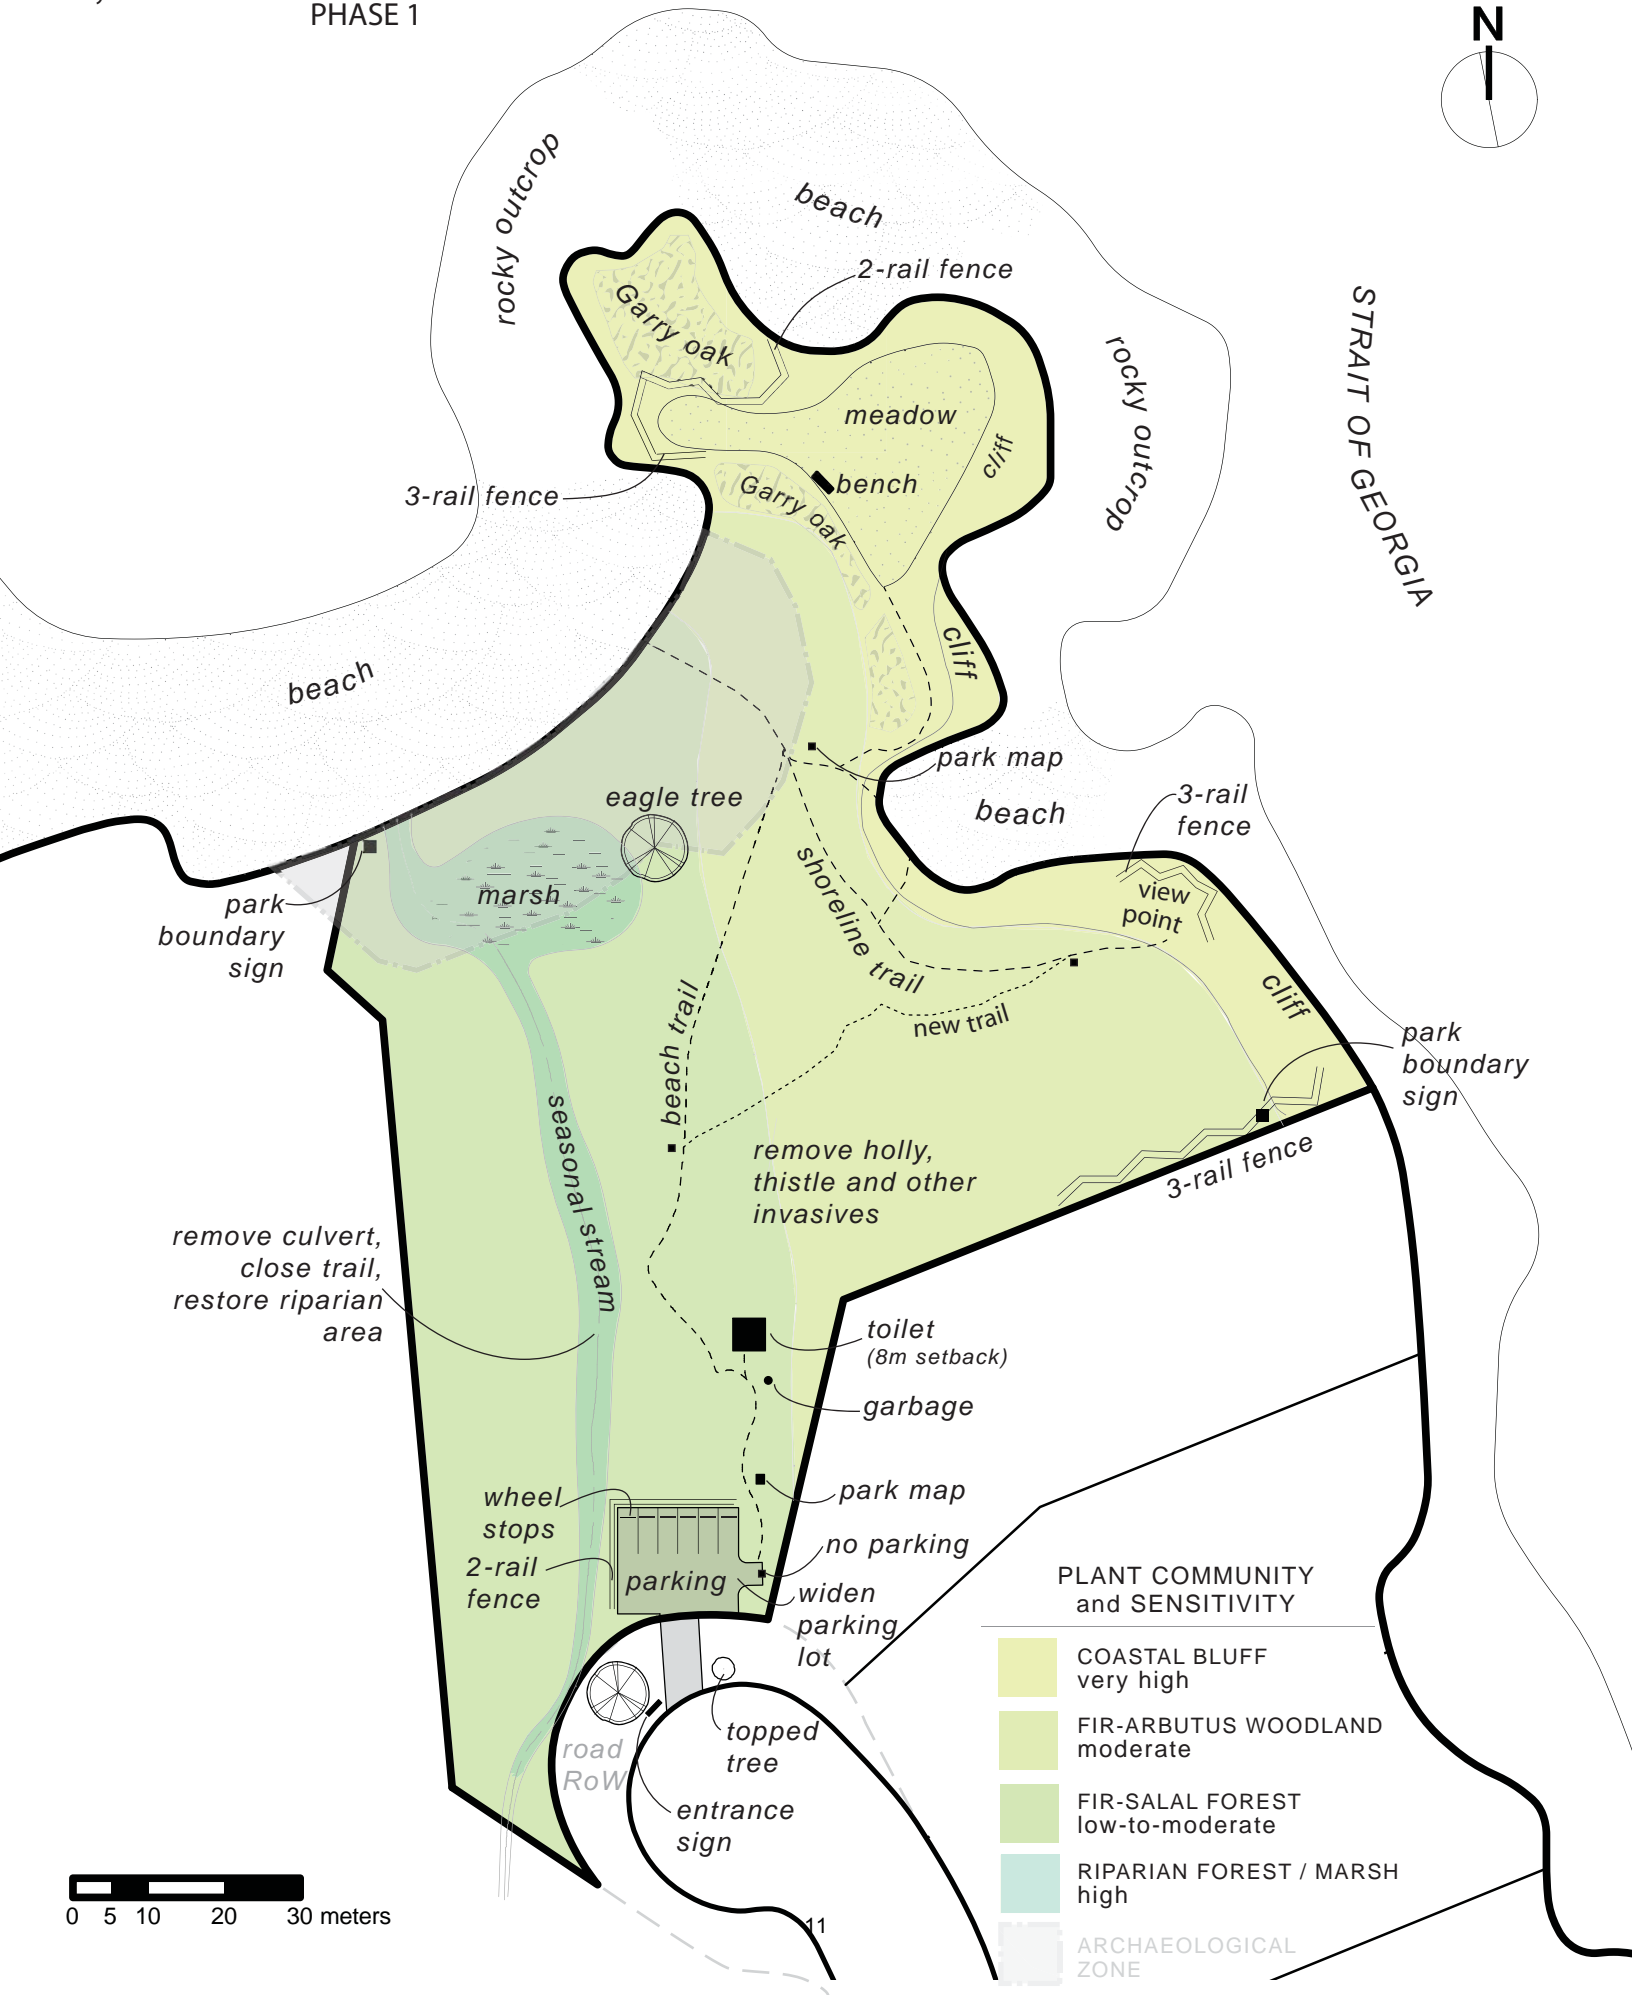 PHASE 1
N
rocky outcrop
beach
2-rail fence
Garry oak
STRAIT OF GEORGIA
rocky outcrop
meadow
cliff
bench
3-rail fence
Garry oak
cliff
beach
park map
eagle tree
beach
3-rail
fence
view
point
marsh
park
boundary
sign
shoreline trail
cliff
beach trail
new trail
park
boundary
sign
seasonal stream
remove holly,
thistle and other
invasives
3-rail fence
remove culvert,
close trail,
restore riparian
area
toilet
(8m setback)
garbage
wheel
stops
park map
2-rail
fence
no parking
parking
widen
parking
lot
PLANT COMMUNITY
and SENSITIVITY
COASTAL BLUFF
very high
FIR-ARBUTUS WOODLAND
moderate
FIR-SALAL FOREST
low-to-moderate
RIPARIAN FOREST / MARSH
high
ARCHAEOLOGICAL
ZONE
road
RoW
topped
tree
entrance
sign
0 5 10 20 30 meters
11